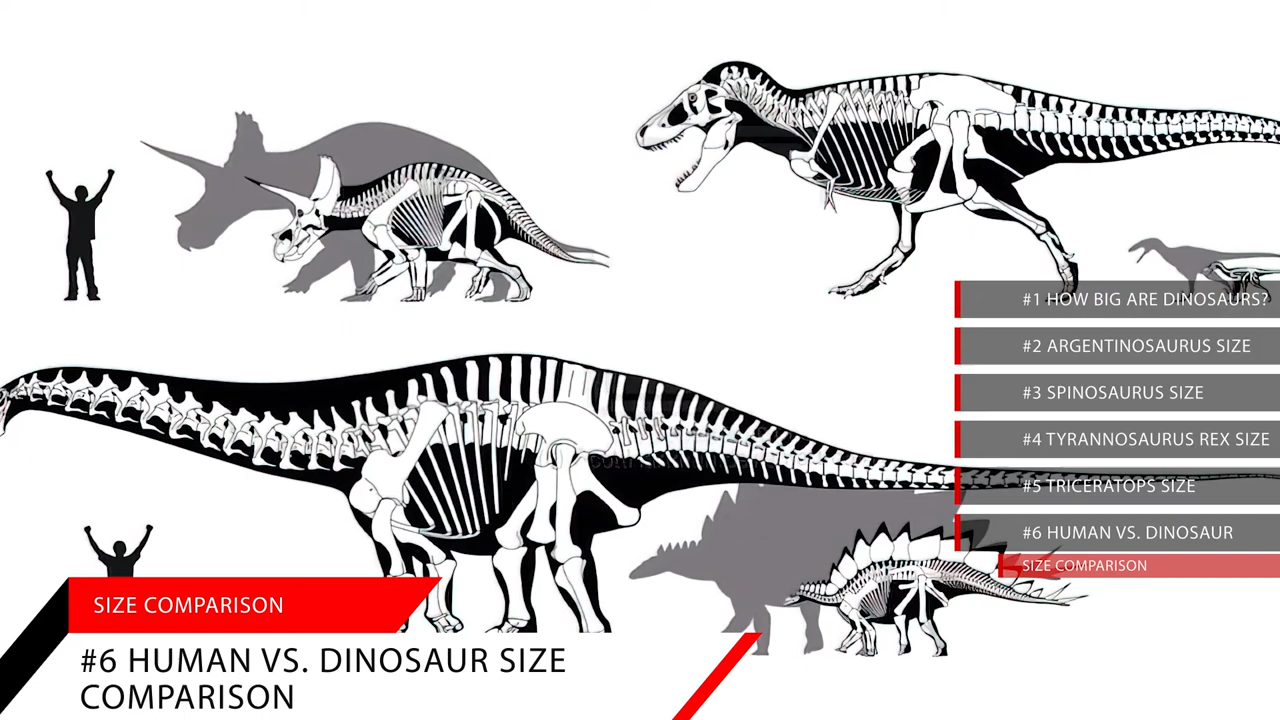 #1 HOW BIG ARE DINOSAURS?
#2 ARGENTINOSAURUS SIZE
#3 SPINOSAURUS SIZE
#4 TYRANNOSAURUS REX SIZE
#5 TRICERATOPS SIZE
#6 HUMAN VS. DINOSAUR
SIZE COMPARISON
SIZE COMPARISON
#6 HUMAN VS. DINOSAUR SIZE
COMPARISON